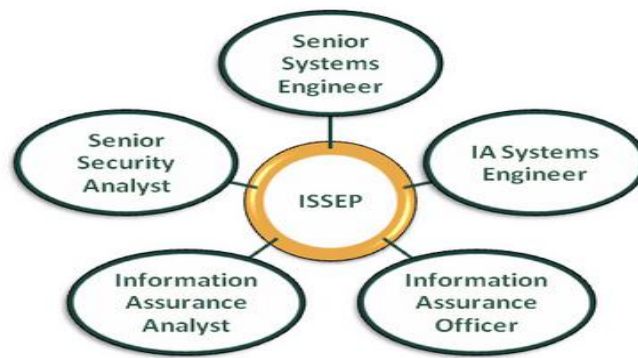 Senior
Systems
Engineer
Senior
Security
Analyst
IA Systems
Engineer
ISSEP
Information
Assurance
Analyst
Information
Assurance
Officer